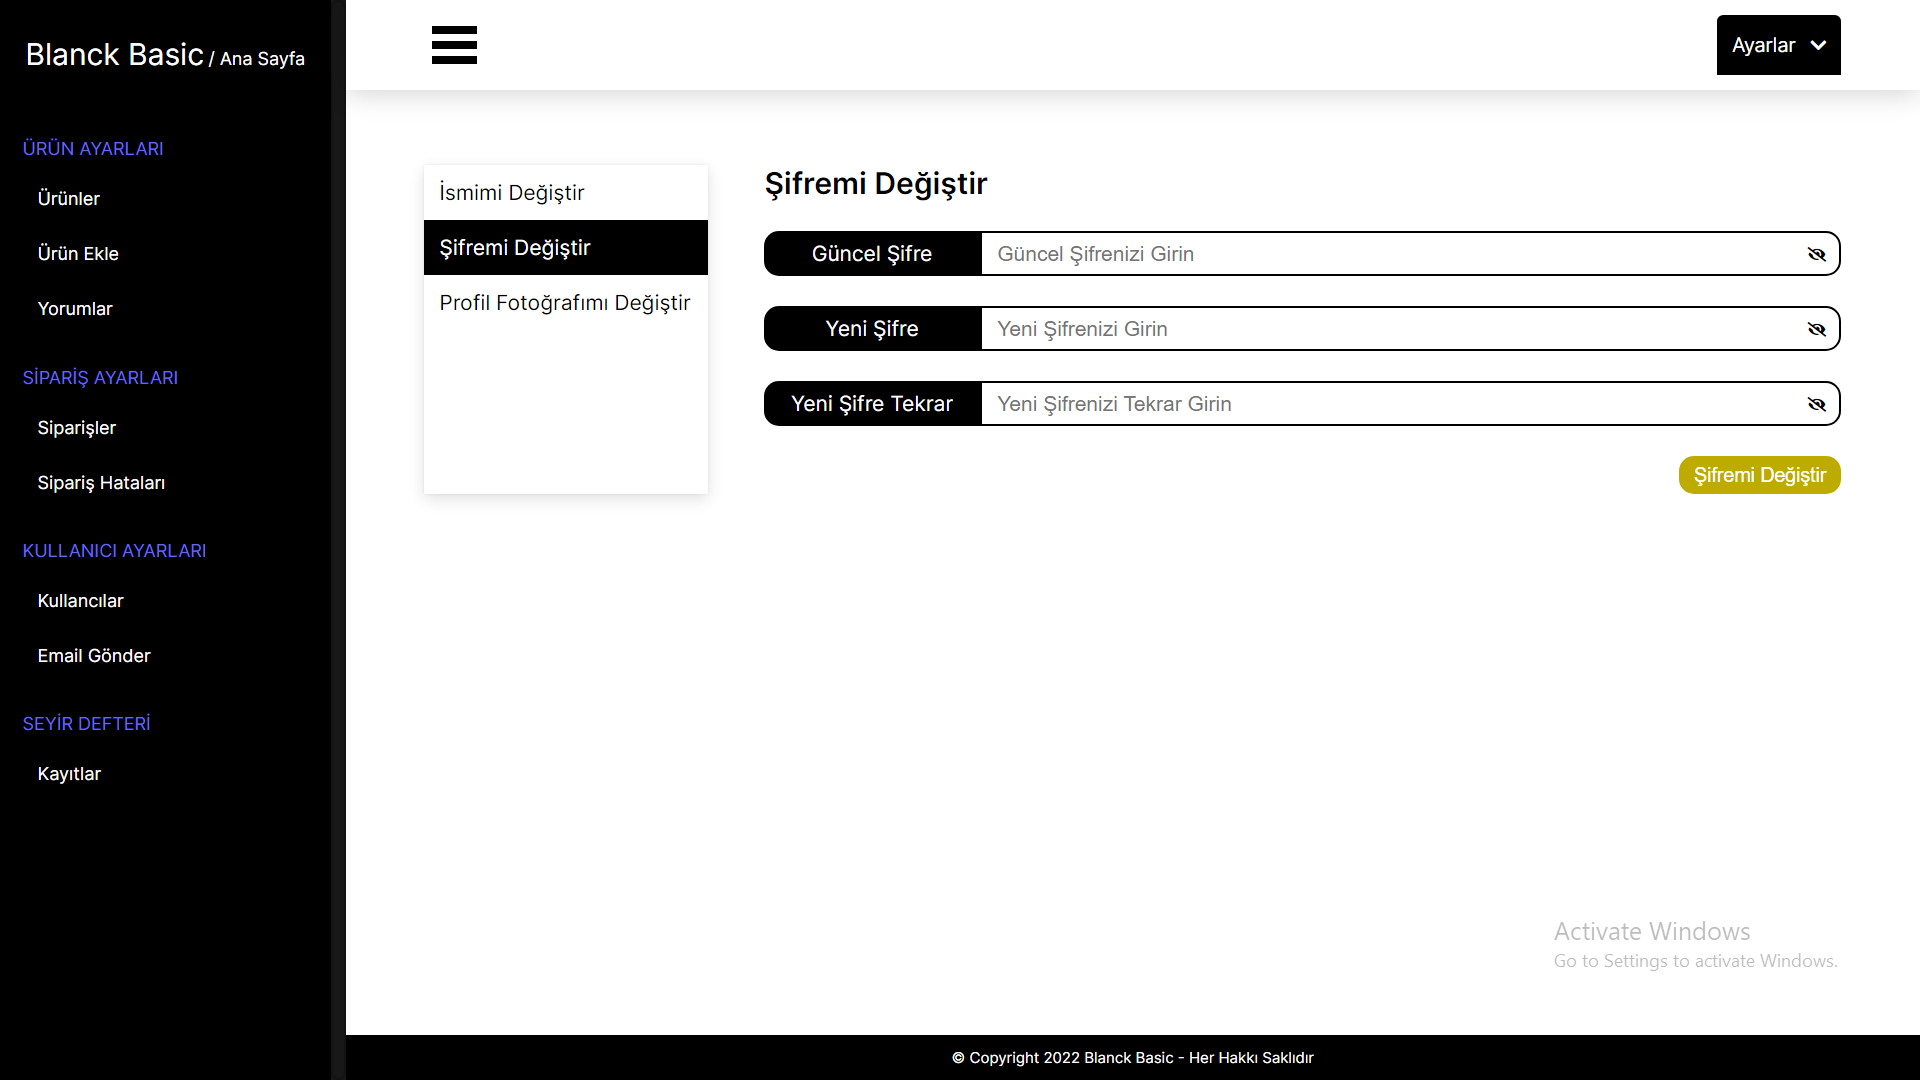 Blanck Basic / Ana Sayfa
ÜRÜN AYARLARI
Ürünler
Ürün Ekle
Yorumlar
SİPARİŞ AYARLARI
Siparişler
Sipariş Hataları
KULLANICI AYARLARI
Kullancılar
Email Gönder
SEYİR DEFTERİ
Kayıtlar
Ayarlar
İsmimi Değiştir
Şifremi Değiştir
Profil Fotoğrafımı Değiştir
Şifremi Değiştir
Güncel Şifre Güncel Şifrenizi Girin
Yeni Şifre Yeni Şifrenizi Girin
Yeni Şifre Tekrar Yeni Şifrenizi Tekrar Girin
Şifremi Değiştir
Activate Windows
Go to Settings to activate Windows.
© Copyright 2022 Blanck Basic - Her Hakkı Saklıdır